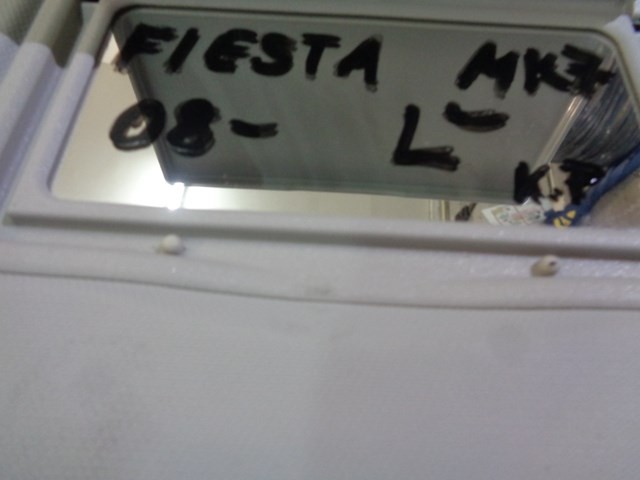 FIESTA MK7
08- L-
K.A